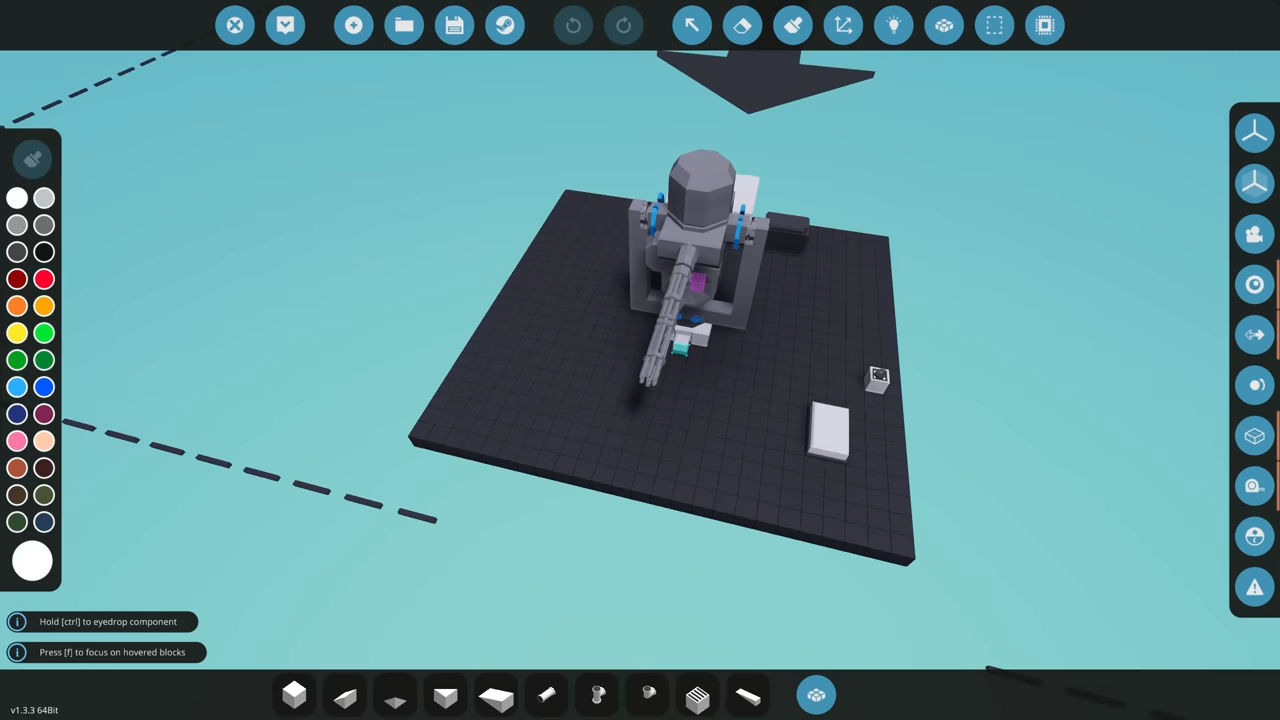 Hold [ctrl] to eyedrop component
Press [f] to focus on hovered blocks
v1.3.3 64Bit